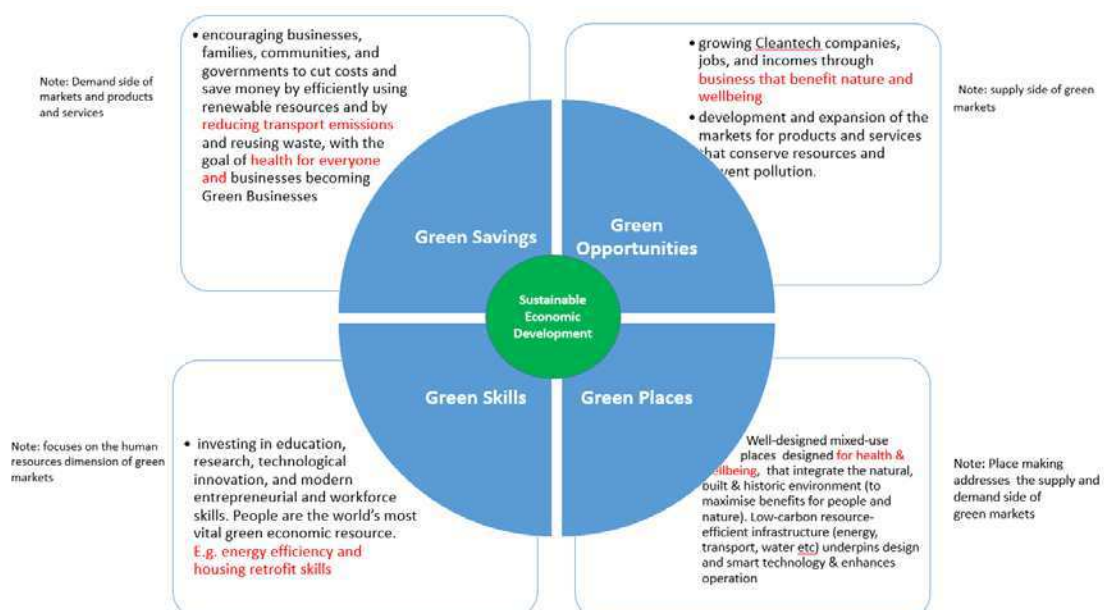 Note: Demand side of
markets and products
and services
• encouraging businesses,
families, communities, and
governments to cut costs and
save money by efficiently using
renewable resources and by
reducing transport emissions
and reusing waste, with the
goal of health for everyone
and businesses becoming
Green Businesses
• growing Cleantech companies,
jobs, and incomes through
business that benefit nature and
wellbeing
• development and expansion of the
markets for products and services
that conserve resources and
vent pollution.
Note: supply side of green
markets
Green Savings
Green
Opportunities
Sustainable
Economic
Development
Green Skills
Green Places
Note: focuses on the human
resources dimension of green
markets
• investing in education,
research, technological
innovation, and modern
entrepreneurial and workforce
skills. People are the world's most
vital green economic resource.
E.g. energy efficiency and
housing retrofit skills
Well-designed mixed-use
places designed for health &
ellbeing, that integrate the natural,
built & historic environment (to
maximise benefits for people and
nature). Low-carbon resource-
efficient infrastructure (energy,
transport, water etc) underpins design
and smart technology & enhances
operation
Note: Place making
addresses the supply and
demand side of
green markets